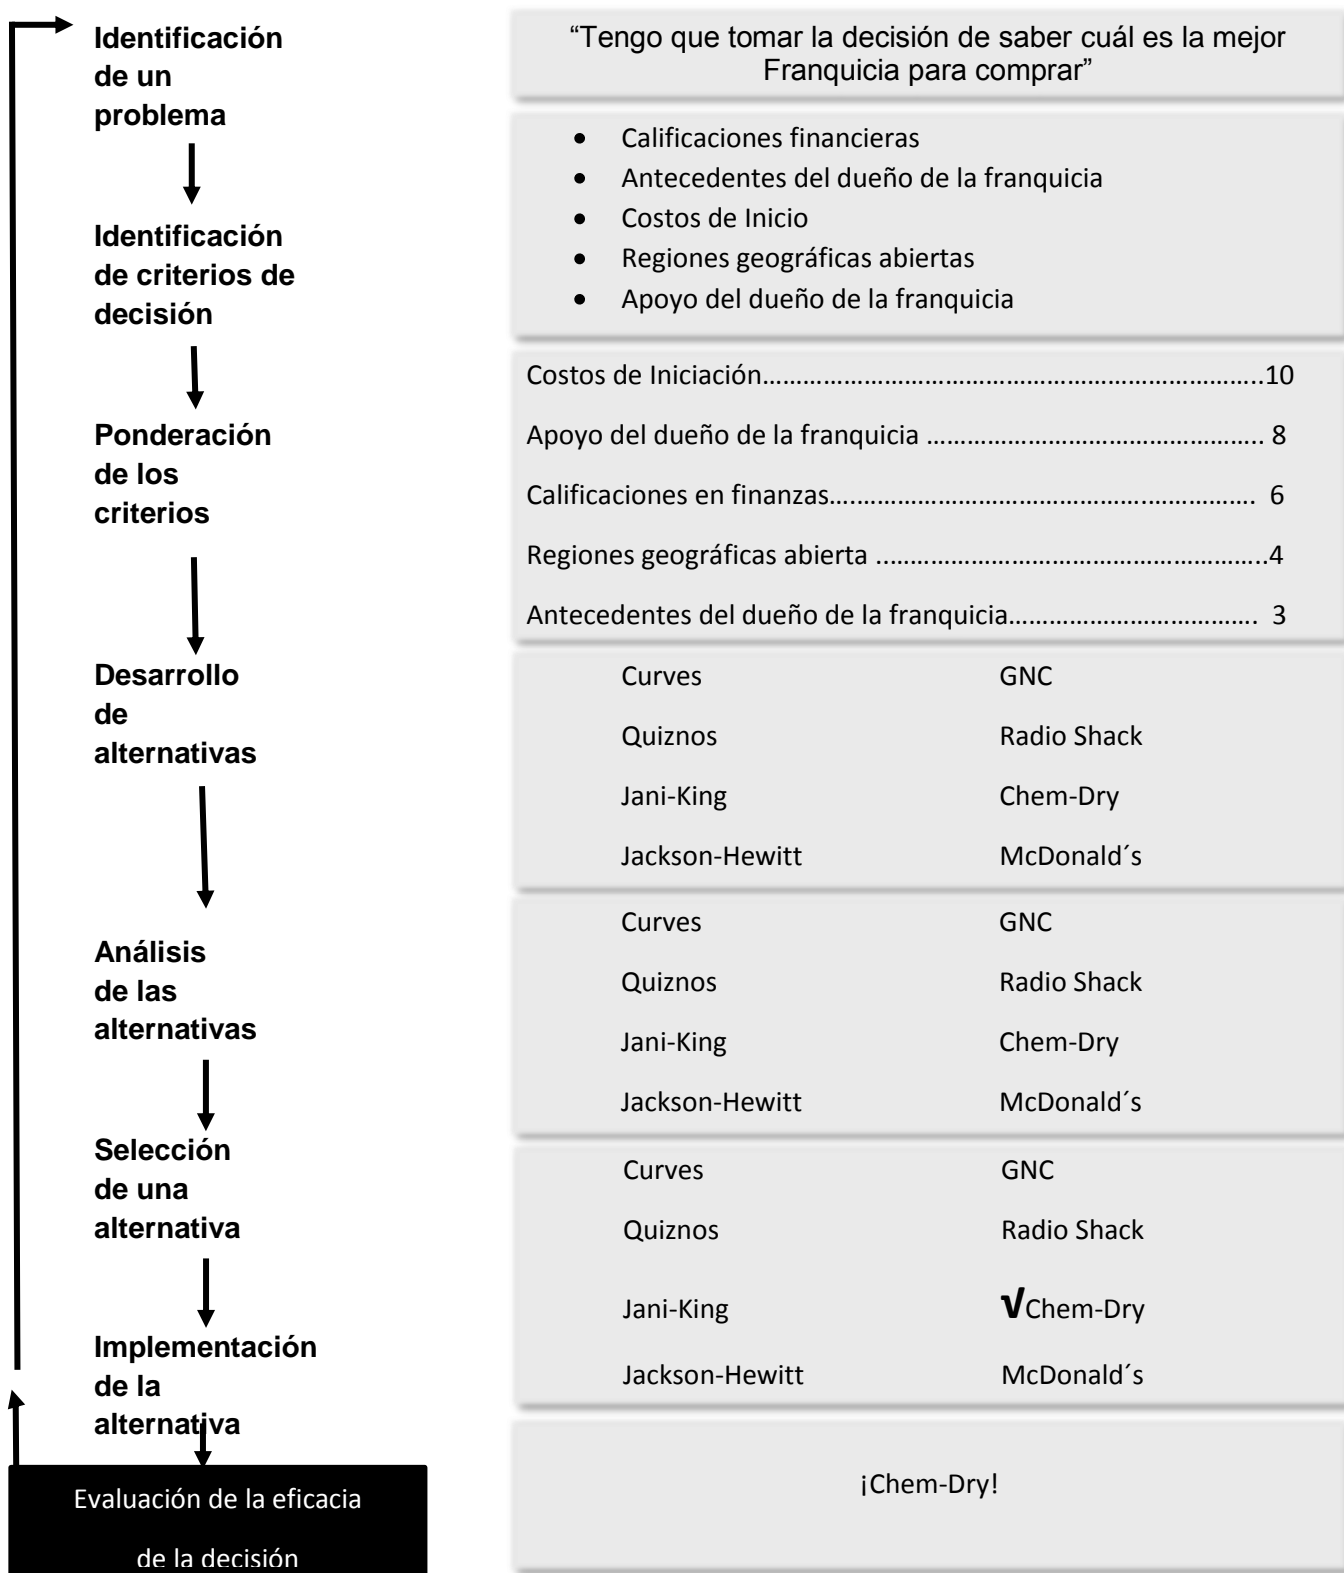 Identificación
de un
problema
“Tengo que tomar la decisión de saber cuál es la mejor
Franquicia para comprar”
• Calificaciones financieras
• Antecedentes del dueño de la franquicia
• Costos de Inicio
• Regiones geográficas abiertas
• Apoyo del dueño de la franquicia
Identificación
de criterios de
decisión
Costos de Iniciación……………………………………………………………………..10
Apoyo del dueño de la franquicia …………………………………………….. 8
Calificaciones en finanzas…………………………………………………………. 6
Regiones geográficas abierta ……………………………………………………..4
Antecedentes del dueño de la franquicia………………………………. 3
Ponderación
de los
criterios
Desarrollo
de
alternativas
Curves GNC
Quiznos Radio Shack
Jani-King Chem-Dry
Jackson-Hewitt McDonald´s
Análisis
de las
alternativas
Curves GNC
Quiznos Radio Shack
Jani-King Chem-Dry
Jackson-Hewitt McDonald´s
Selección
de una
alternativa
Curves GNC
Quiznos Radio Shack
Jani-King √Chem-Dry
Jackson-Hewitt McDonald´s
Implementación
de la
alternativa
¡Chem-Dry!
Evaluación de la eficacia
de la decisión